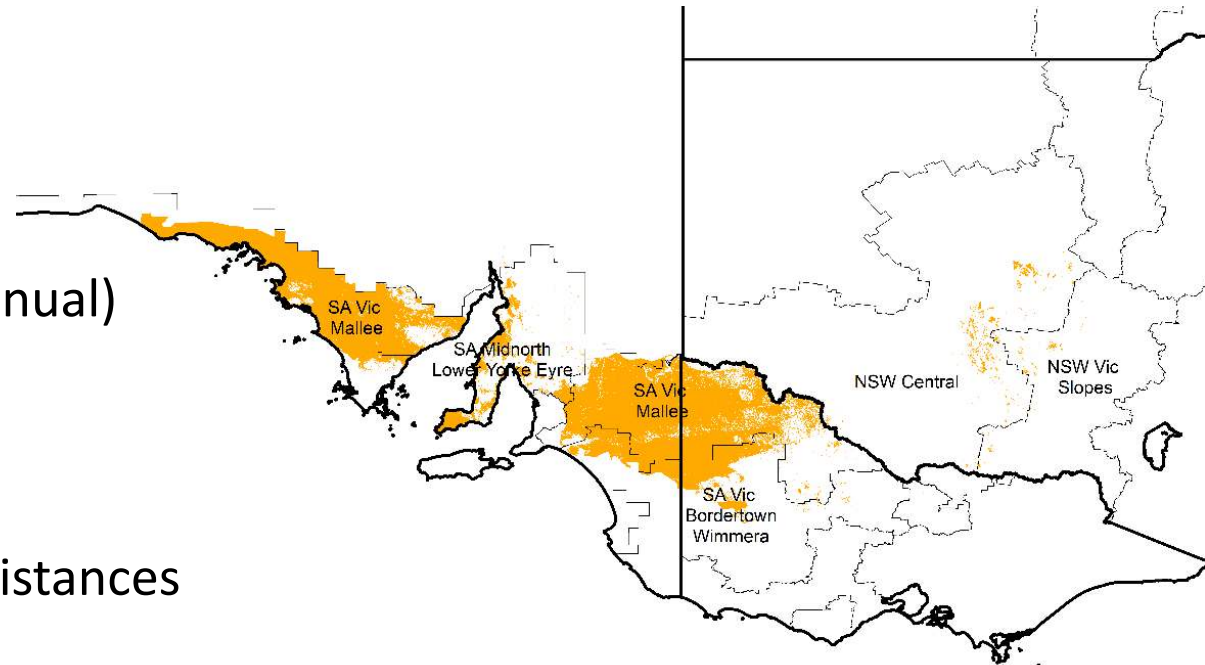 nual)
istances
SA Vic
Mallee
SA Midnorth
Lower Yorke Eyre
SA Vic
Mallee
SA Vic
Bordertown
Wimmera
NSW Central
NSW Vic
Slopes